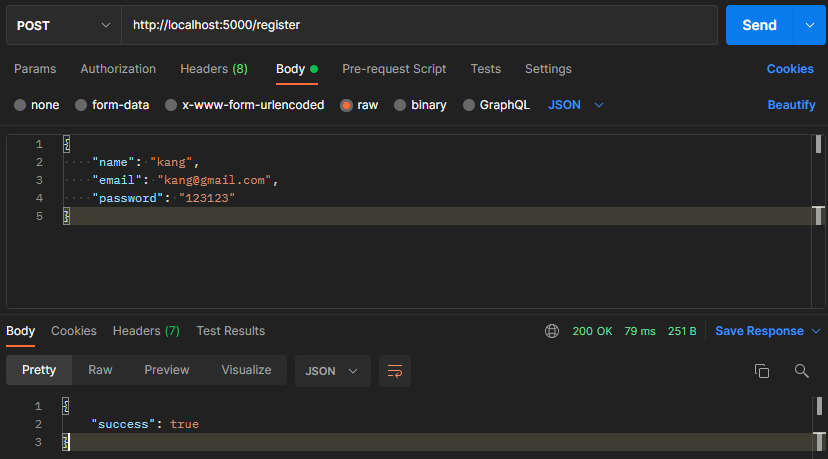 POST http://localhost:5000/register Send
Params Authorization Headers (8) Body Pre-request Script Tests Settings Cookies
none form-data x-www-form-urlencoded raw binary GraphQL JSON Beautify
1 {
2 "name": "kang",
3 "email": "kang@gmail.com",
4 "password": "123123"
5 }
Body Cookies Headers (7) Test Results 200 OK 79 ms 251 B Save Response
Pretty Raw Preview Visualize JSON
1 {
2 "success": true
3 }